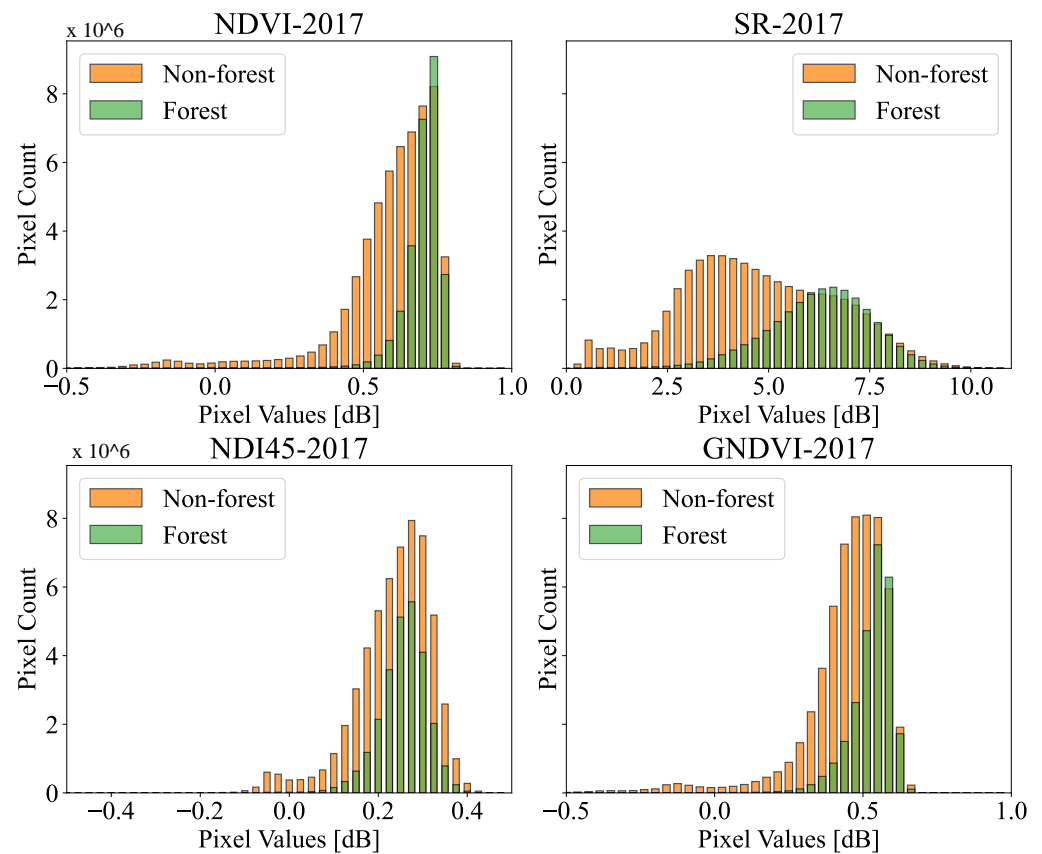 x 10^6
NDVI-2017
Non-forest
Forest
Pixel Count
8
6
4
2
0
−0.5 0.0 0.5 1.0
Pixel Values [dB]
SR-2017
Non-forest
Forest
Pixel Count
0.0 2.5 5.0 7.5 10.0
Pixel Values [dB]
x 10^6
NDI45-2017
Non-forest
Forest
Pixel Count
8
6
4
2
0
−0.4 −0.2 0.0 0.2 0.4
Pixel Values [dB]
GNDVI-2017
Non-forest
Forest
Pixel Count
−0.5 0.0 0.5 1.0
Pixel Values [dB]